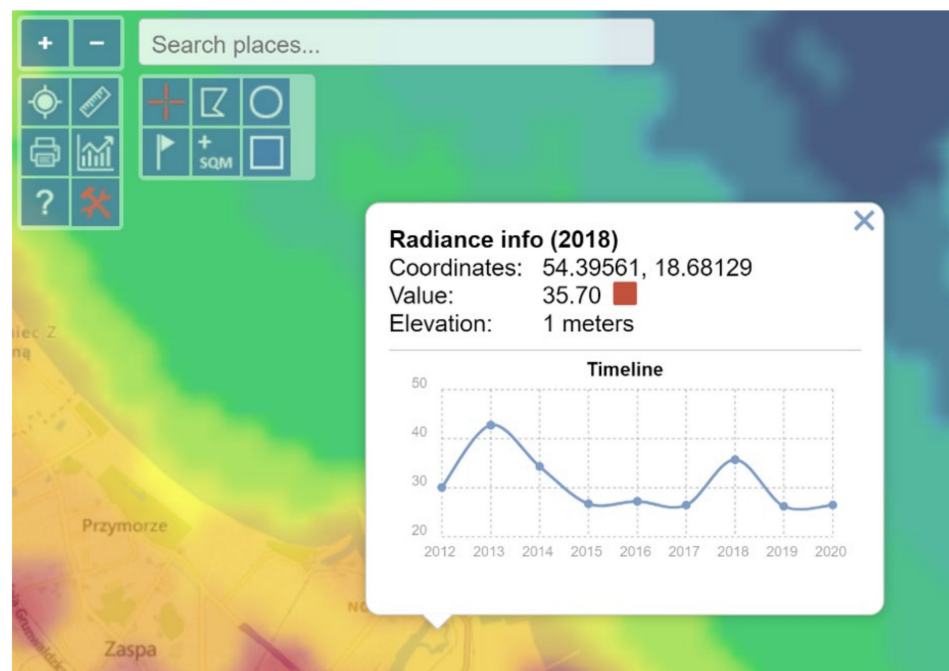 + −
Search places...
+
SQM
?
Radiance info (2018)
Coordinates: 54.39561, 18.68129
Value: 35.70
Elevation: 1 meters
Timeline
50
40
30
20
2012 2013 2014 2015 2016 2017 2018 2019 2020
Przymorze
Zaspa